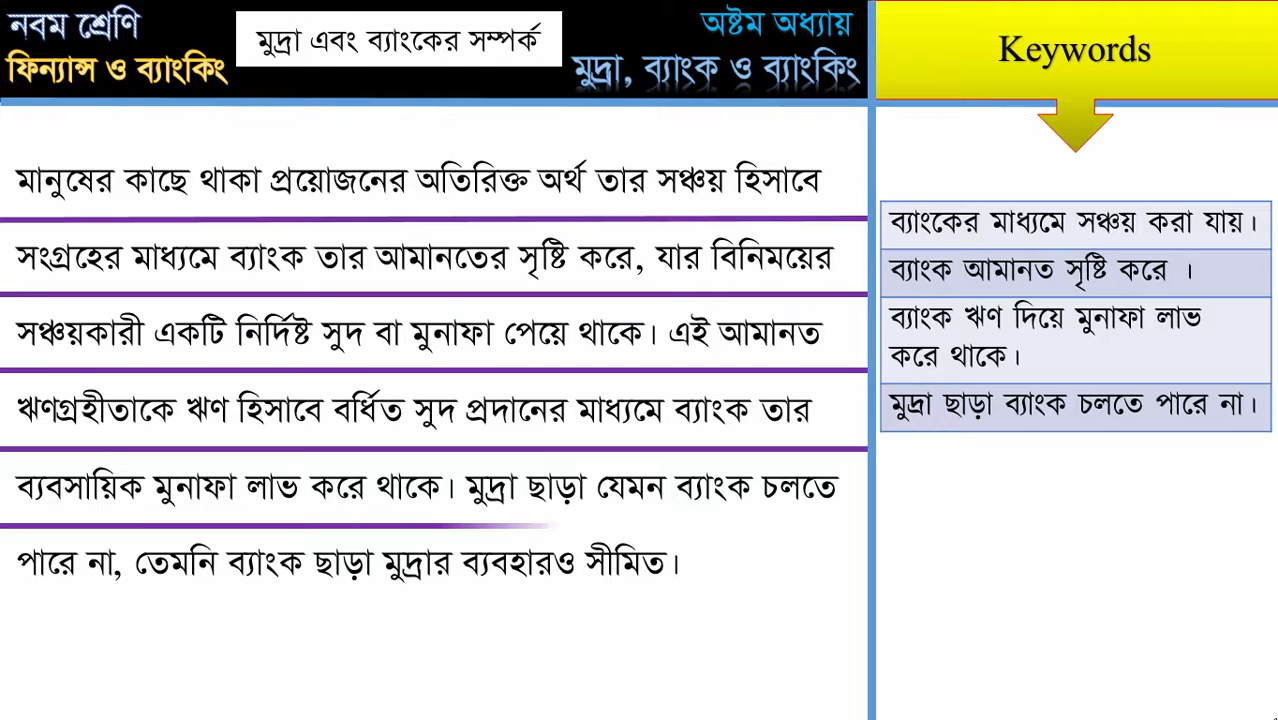 নবম শ্রেণি
ফিন্যান্স ও ব্যাংকিং
মুদ্রা এবং ব্যাংকের সম্পর্ক
অষ্টম অধ্যায়
মুদ্রা, ব্যাংক ও ব্যাংকিং
মানুষের কাছে থাকা প্রয়োজনের অতিরিক্ত অর্থ তার সঞ্চয় হিসাবে
সংগ্রহের মাধ্যমে ব্যাংক তার আমানতের সৃষ্টি করে, যার বিনিময়ের
সঞ্চয়কারী একটি নির্দিষ্ট সুদ বা মুনাফা পেয়ে থাকে। এই আমানত
ঋণগ্রহীতাকে ঋণ হিসাবে বর্ধিত সুদ প্রদানের মাধ্যমে ব্যাংক তার
ব্যবসায়িক মুনাফা লাভ করে থাকে। মুদ্রা ছাড়া যেমন ব্যাংক চলতে
পারে না, তেমনি ব্যাংক ছাড়া মুদ্রার ব্যবহারও সীমিত।
Keywords
ব্যাংকের মাধ্যমে সঞ্চয় করা যায়।
ব্যাংক আমানত সৃষ্টি করে ।
ব্যাংক ঋণ দিয়ে মুনাফা লাভ
করে থাকে।
মুদ্রা ছাড়া ব্যাংক চলতে পারে না।